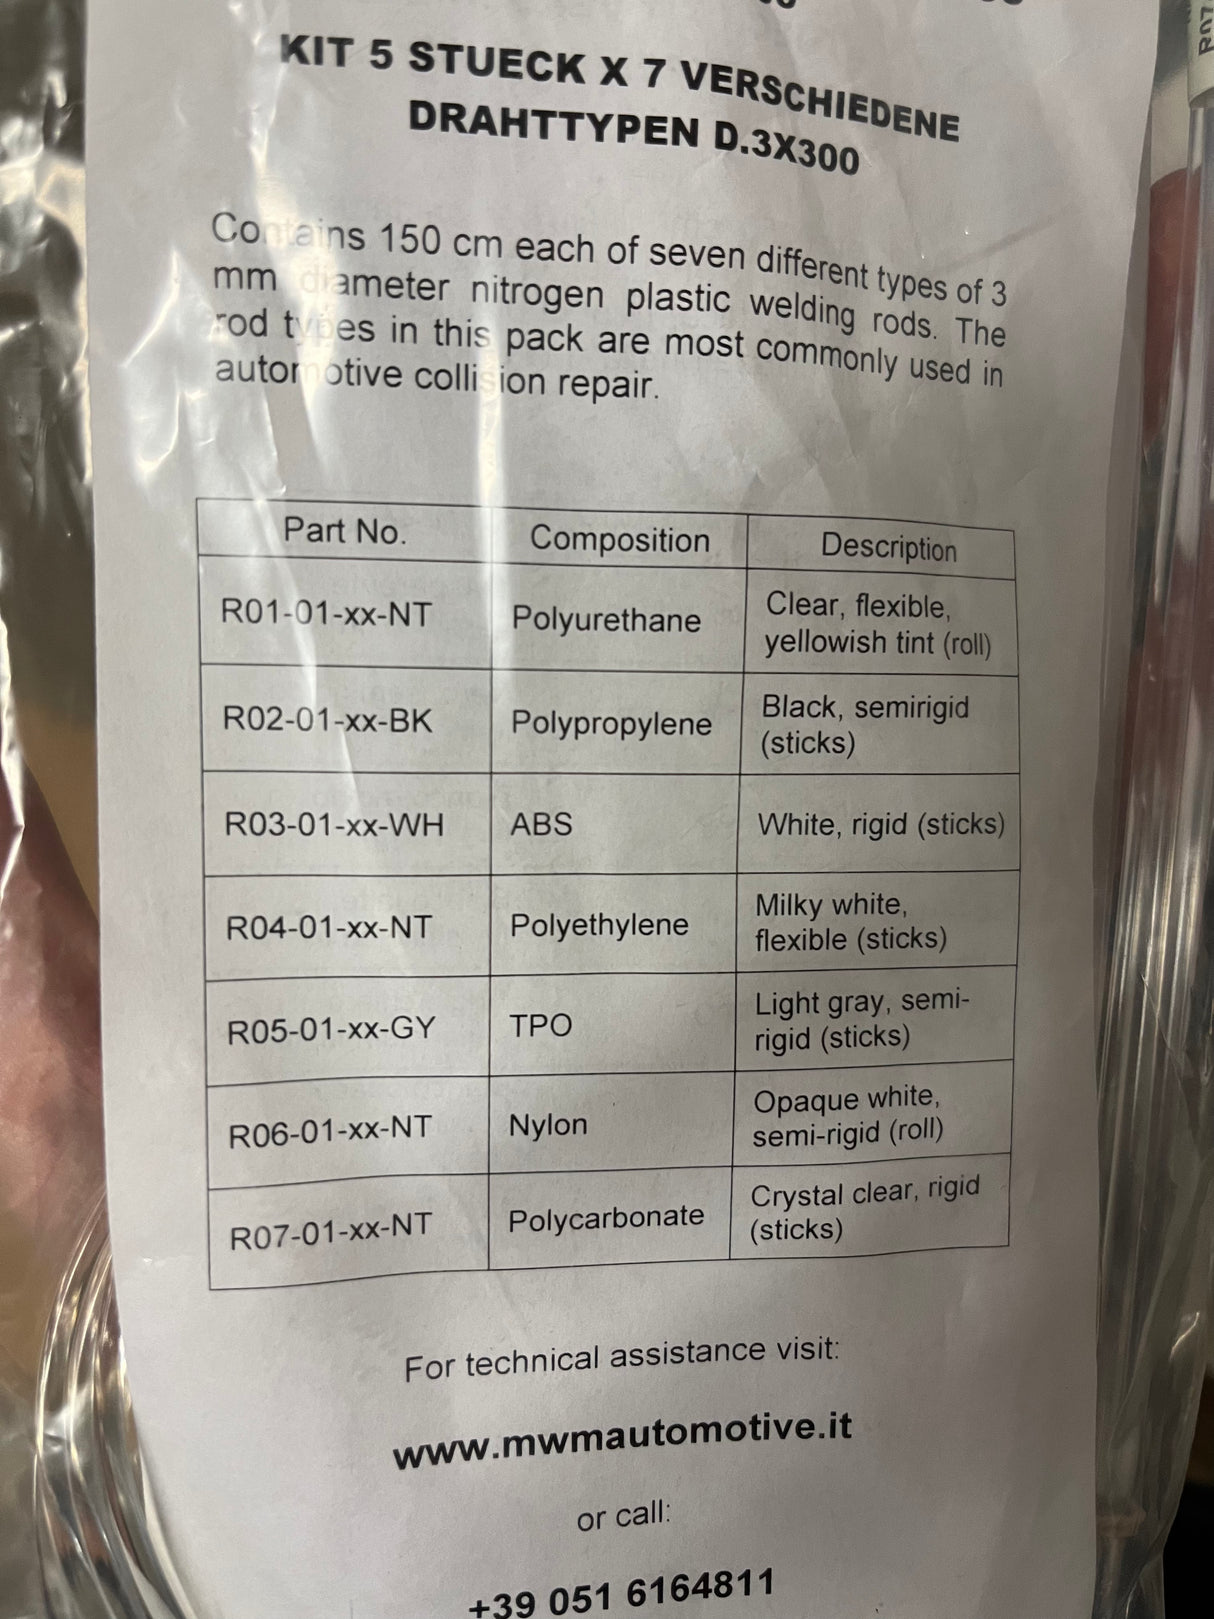 KIT 5 STUECK X 7 VERSCHIEDENE
DRAHTTYPEN D.3X300
Contains 150 cm each of seven different types of 3
mm diameter nitrogen plastic welding rods. The
rod types in this pack are most commonly used in
automotive collision repair.
Part No. Composition Description
R01-01-xx-NT Polyurethane Clear, flexible,
yellowish tint (roll)
R02-01-xx-BK Polypropylene Black, semirigid
(sticks)
R03-01-xx-WH ABS White, rigid (sticks)
R04-01-xx-NT Polyethylene Milky white,
flexible (sticks)
R05-01-xx-GY TPO Light gray, semi-
rigid (sticks)
R06-01-xx-NT Nylon Opaque white,
semi-rigid (roll)
R07-01-xx-NT Polycarbonate Crystal clear, rigid
(sticks)
For technical assistance visit:
www.mwmautomotive.it
or call:
+39 051 6164811
R07